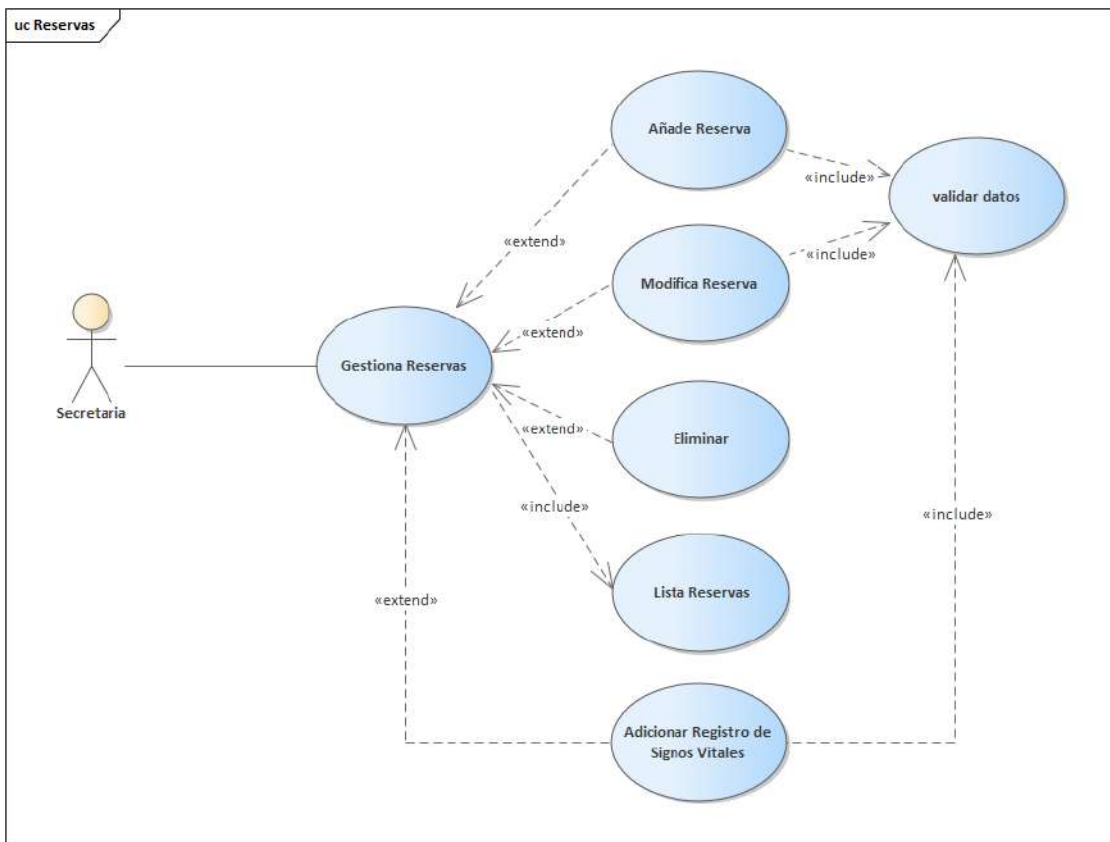 uc Reservas
Añade Reserva
«include»
validar datos
«extend»
Modifica Reserva
«include»
«extend»
Secretaria
Gestiona Reservas
«extend»
Eliminar
«include»
«include»
Lista Reservas
«extend»
Adicionar Registro de
Signos Vitales